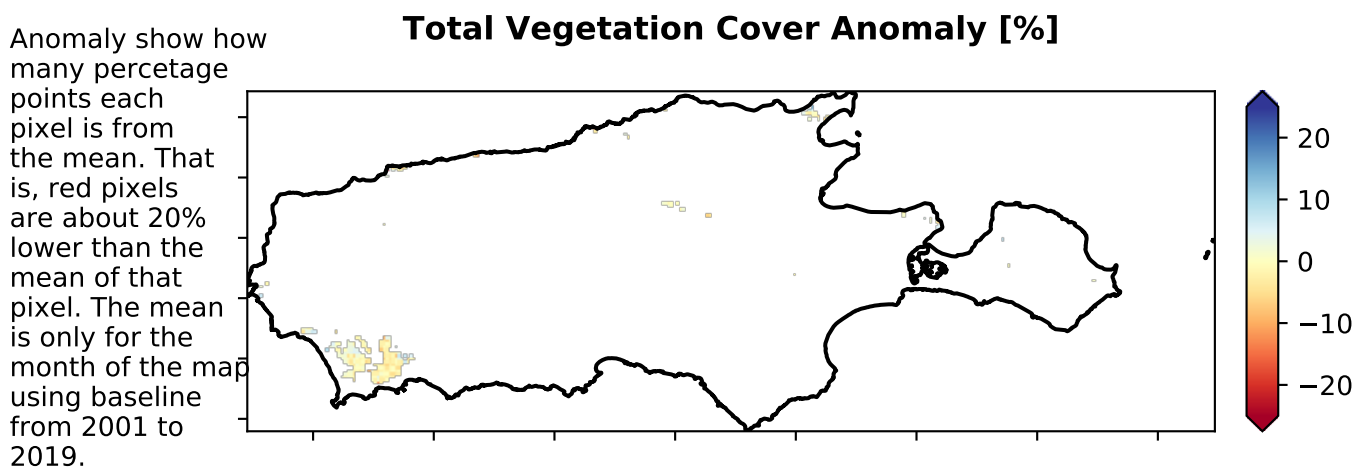 Total Vegetation Cover Anomaly [%]
Anomaly show how
many percetage
points each
pixel is from
the mean. That
is, red pixels
are about 20%
lower than the
mean of that
pixel. The mean
is only for the
month of the map
using baseline
from 2001 to
2019.
20
10
0
−10
−20